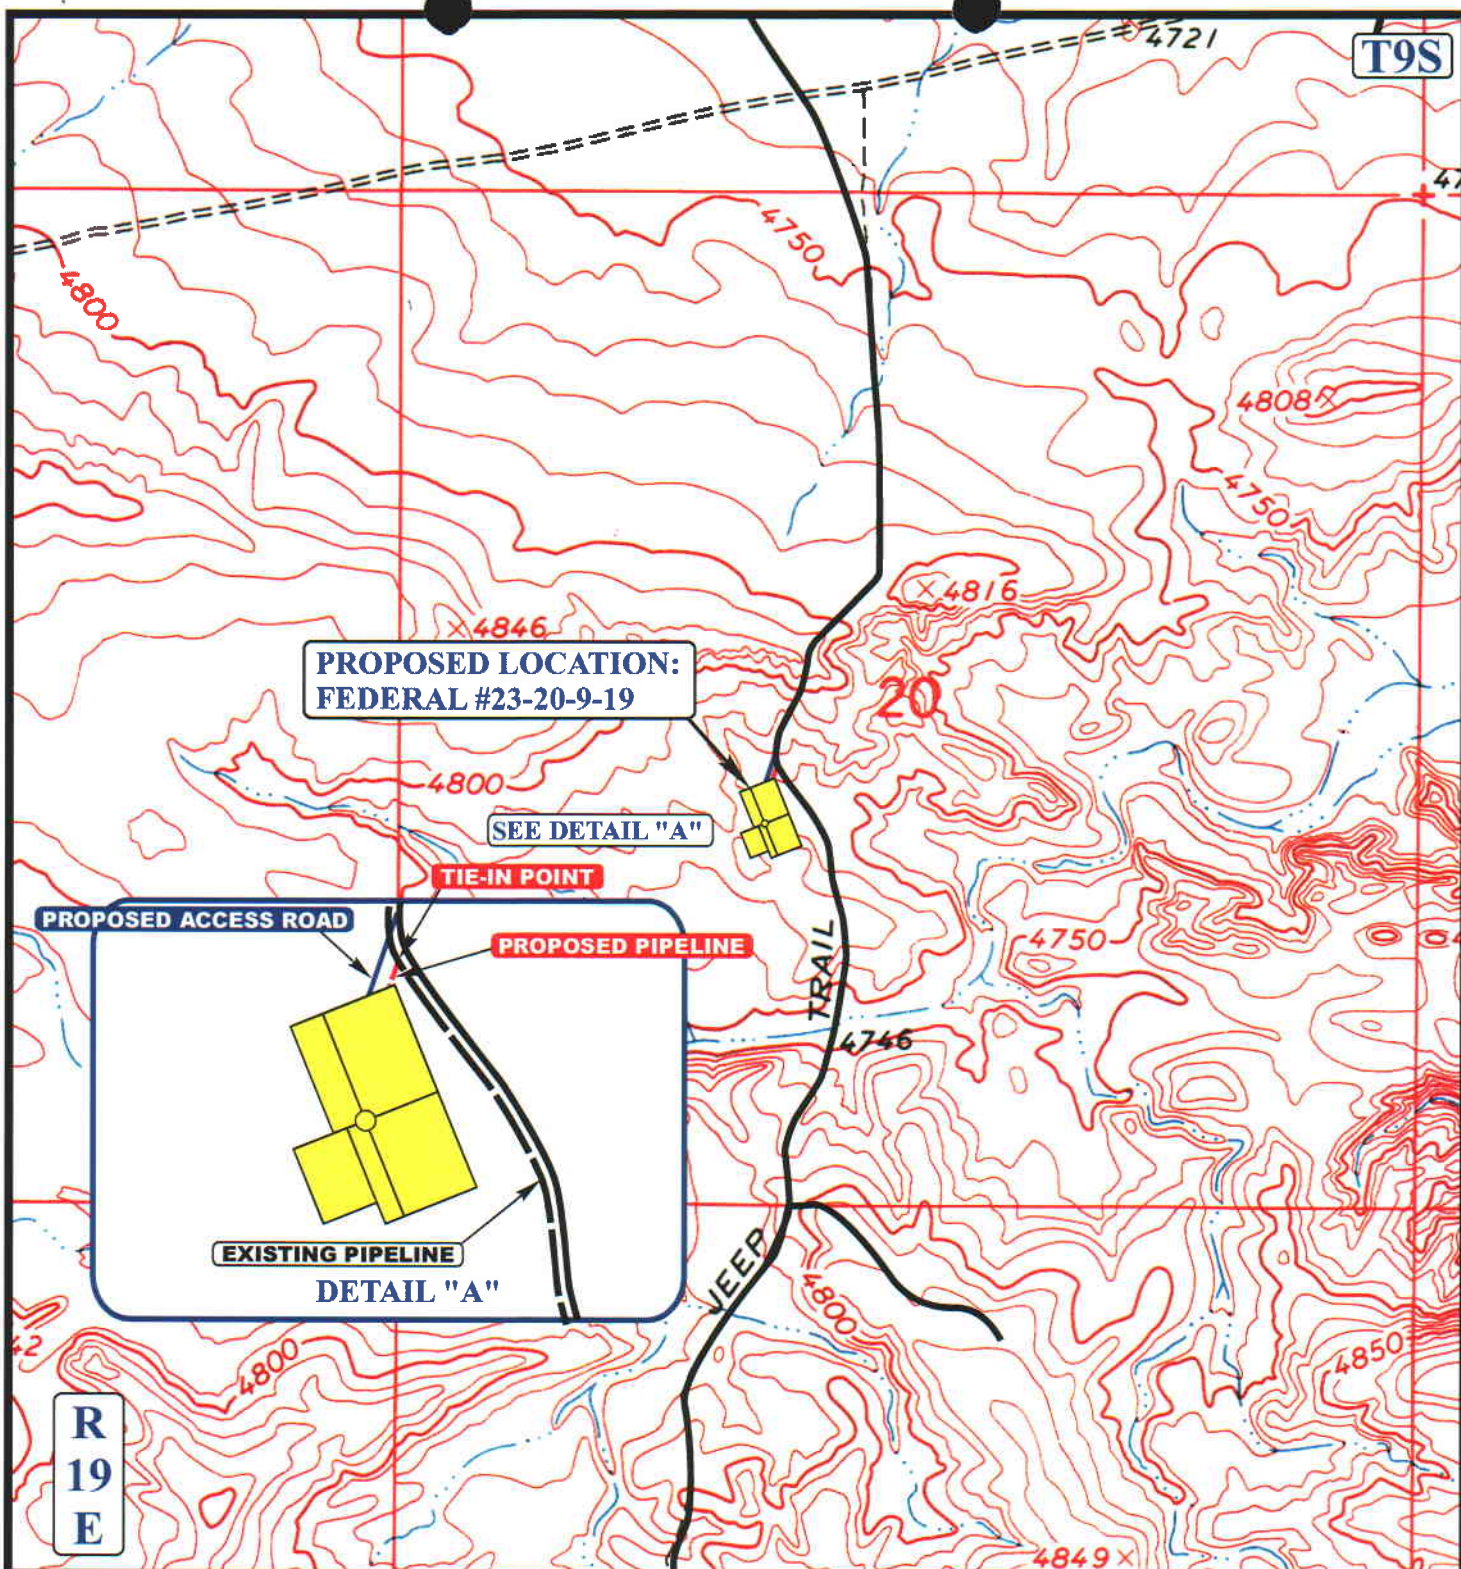 4721
T9S
4750
4800
4808
4750
4816
4846
PROPOSED LOCATION:
FEDERAL #23-20-9-19
20
4800
SEE DETAIL "A"
TIE-IN POINT
PROPOSED ACCESS ROAD
PROPOSED PIPELINE
4750
TRAIL
4746
EXISTING PIPELINE
DETAIL "A"
JEEP
4800
4800
4850
R
19
E
4849